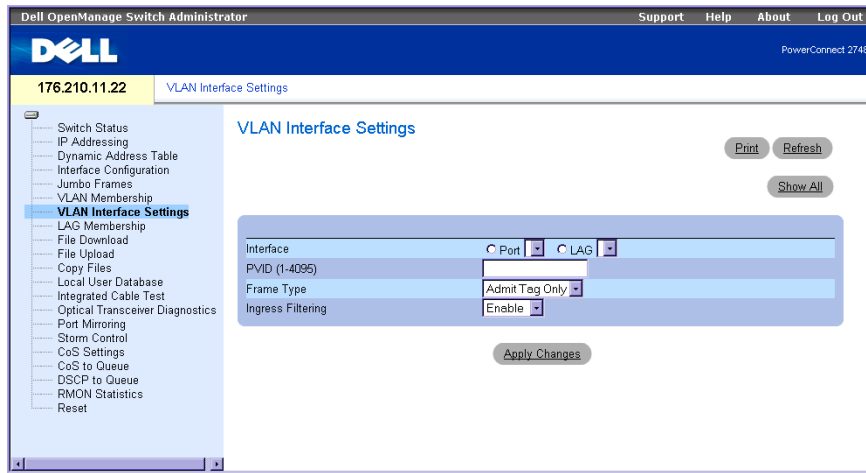 Dell OpenManage Switch Administrator
Support Help About Log Out
DELL
PowerConnect 2748
176.210.11.22
VLAN Interface Settings
Switch Status
IP Addressing
Dynamic Address Table
Interface Configuration
Jumbo Frames
VLAN Membership
VLAN Interface Settings
LAG Membership
File Download
File Upload
Copy Files
Local User Database
Integrated Cable Test
Optical Transceiver Diagnostics
Port Mirroring
Storm Control
CoS Settings
CoS to Queue
DSCP to Queue
RMON Statistics
Reset
VLAN Interface Settings
Print Refresh
Show All
Interface Port LAG
PVID (1-4095)
Frame Type Admit Tag Only
Ingress Filtering Enable
Apply Changes